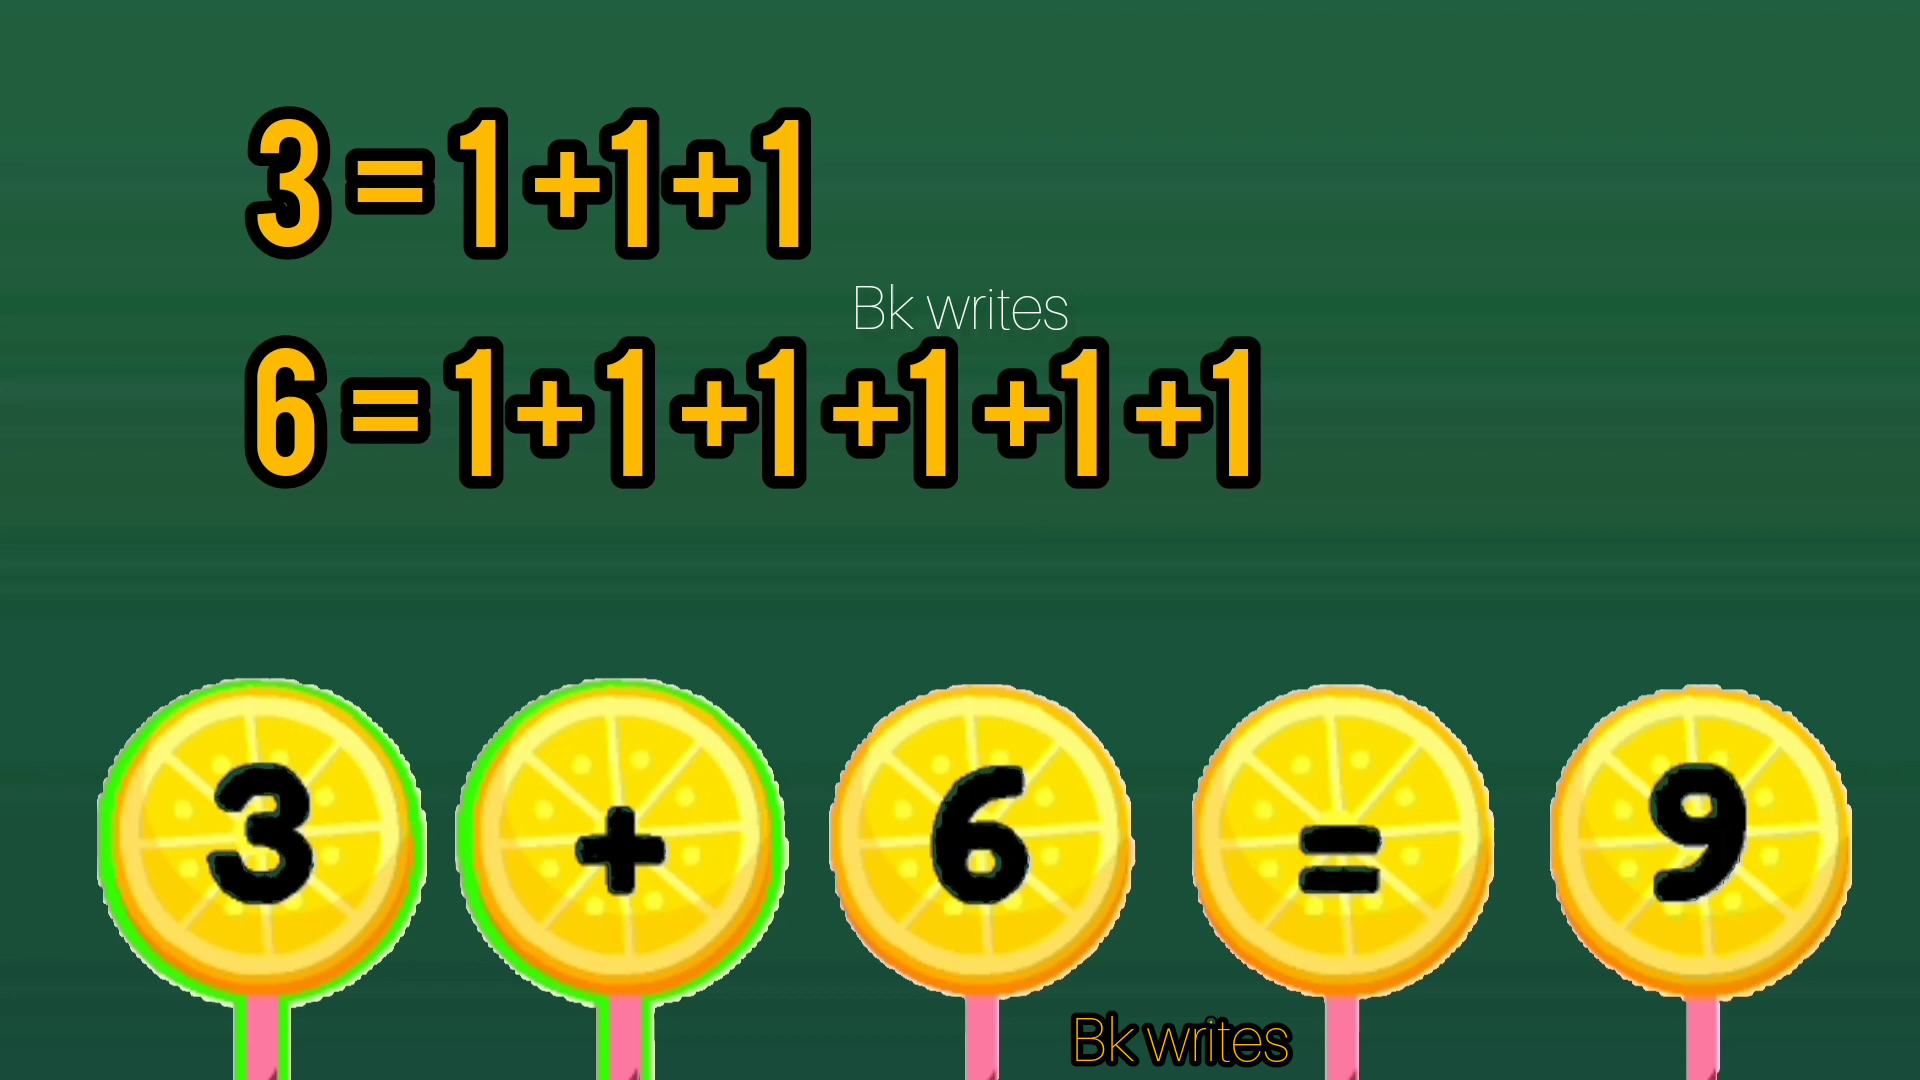 3=1+1+1
Bk writes
6=1+1+1+1+1+1
3 + 6 = 9
Bk writes